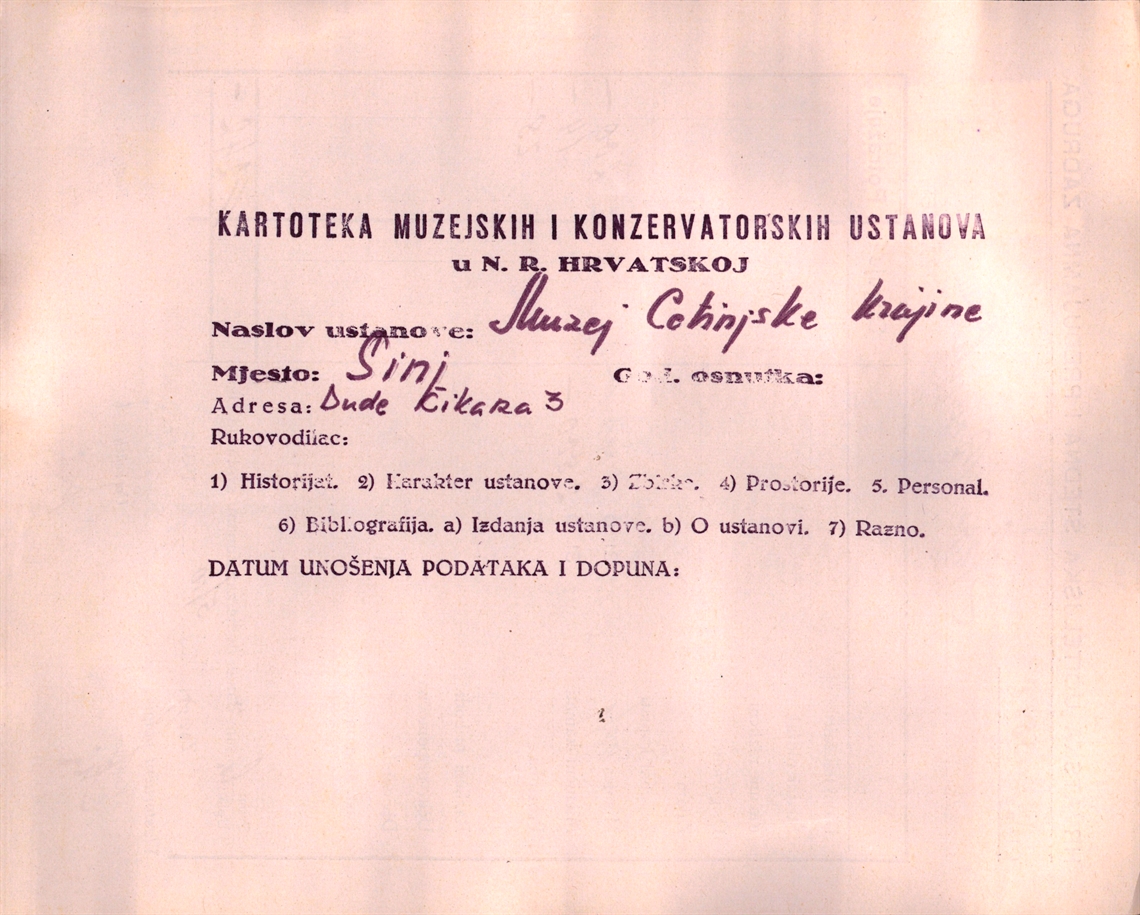 KARTOTEKA MUZEJSKIH I KONZERVATORSKIH USTANOVA
u N. R. HRVATSKOJ
Naslov ustanove: Muzej Cetinjske krajine
Mjesto: Sinj God. osnutka:
Adresa: Dude Kikara 3
Rukovodilac:
1) Historijat. 2) Karakter ustanove. 3) Zbirke. 4) Prostorije. 5. Personal.
6) Bibliografija. a) Izdanja ustanove. b) O ustanovi. 7) Razno.
DATUM UNOŠENJA PODATAKA I DOPUNA: